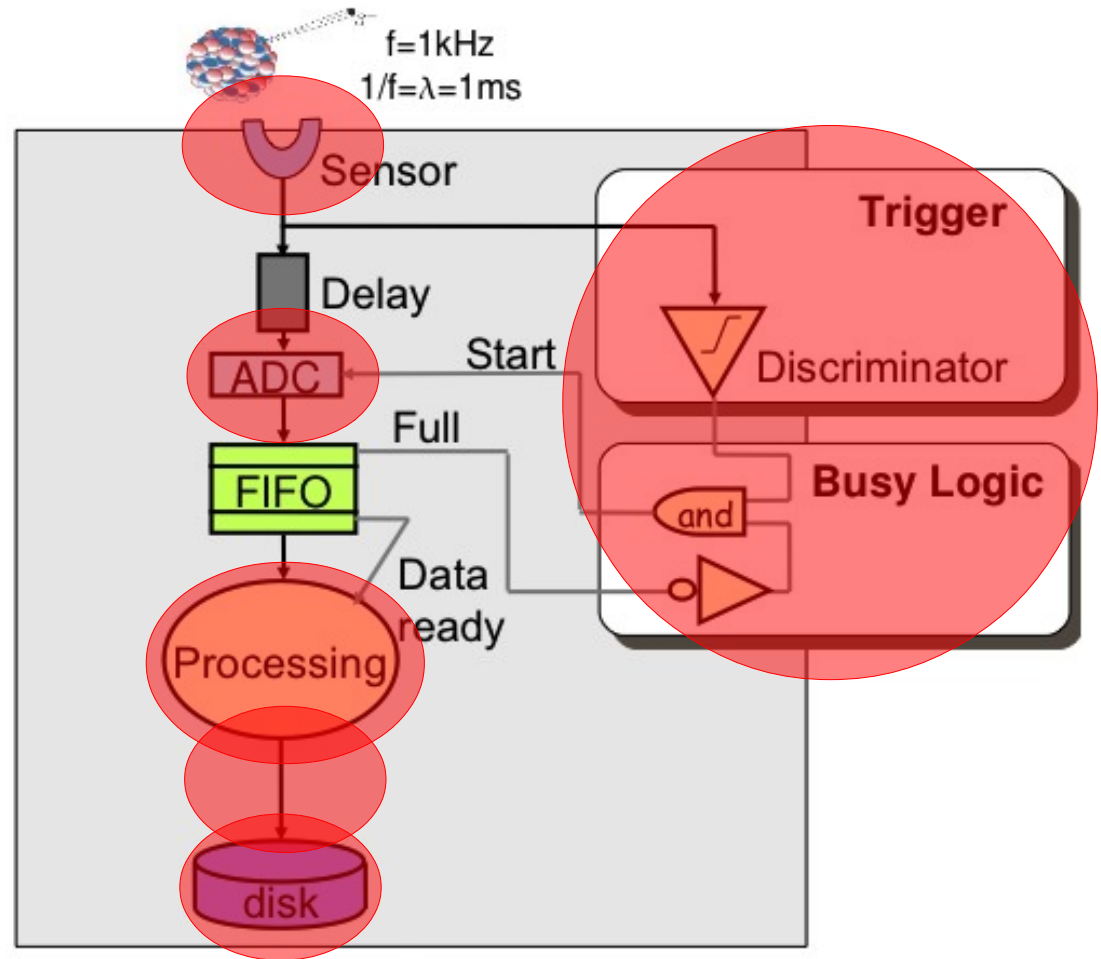 f=1kHz
1/f=λ=1ms
Sensor
Trigger
Delay
Discriminator
Start
ADC
Full
FIFO
Busy Logic
and
Data
ready
Processing
disk